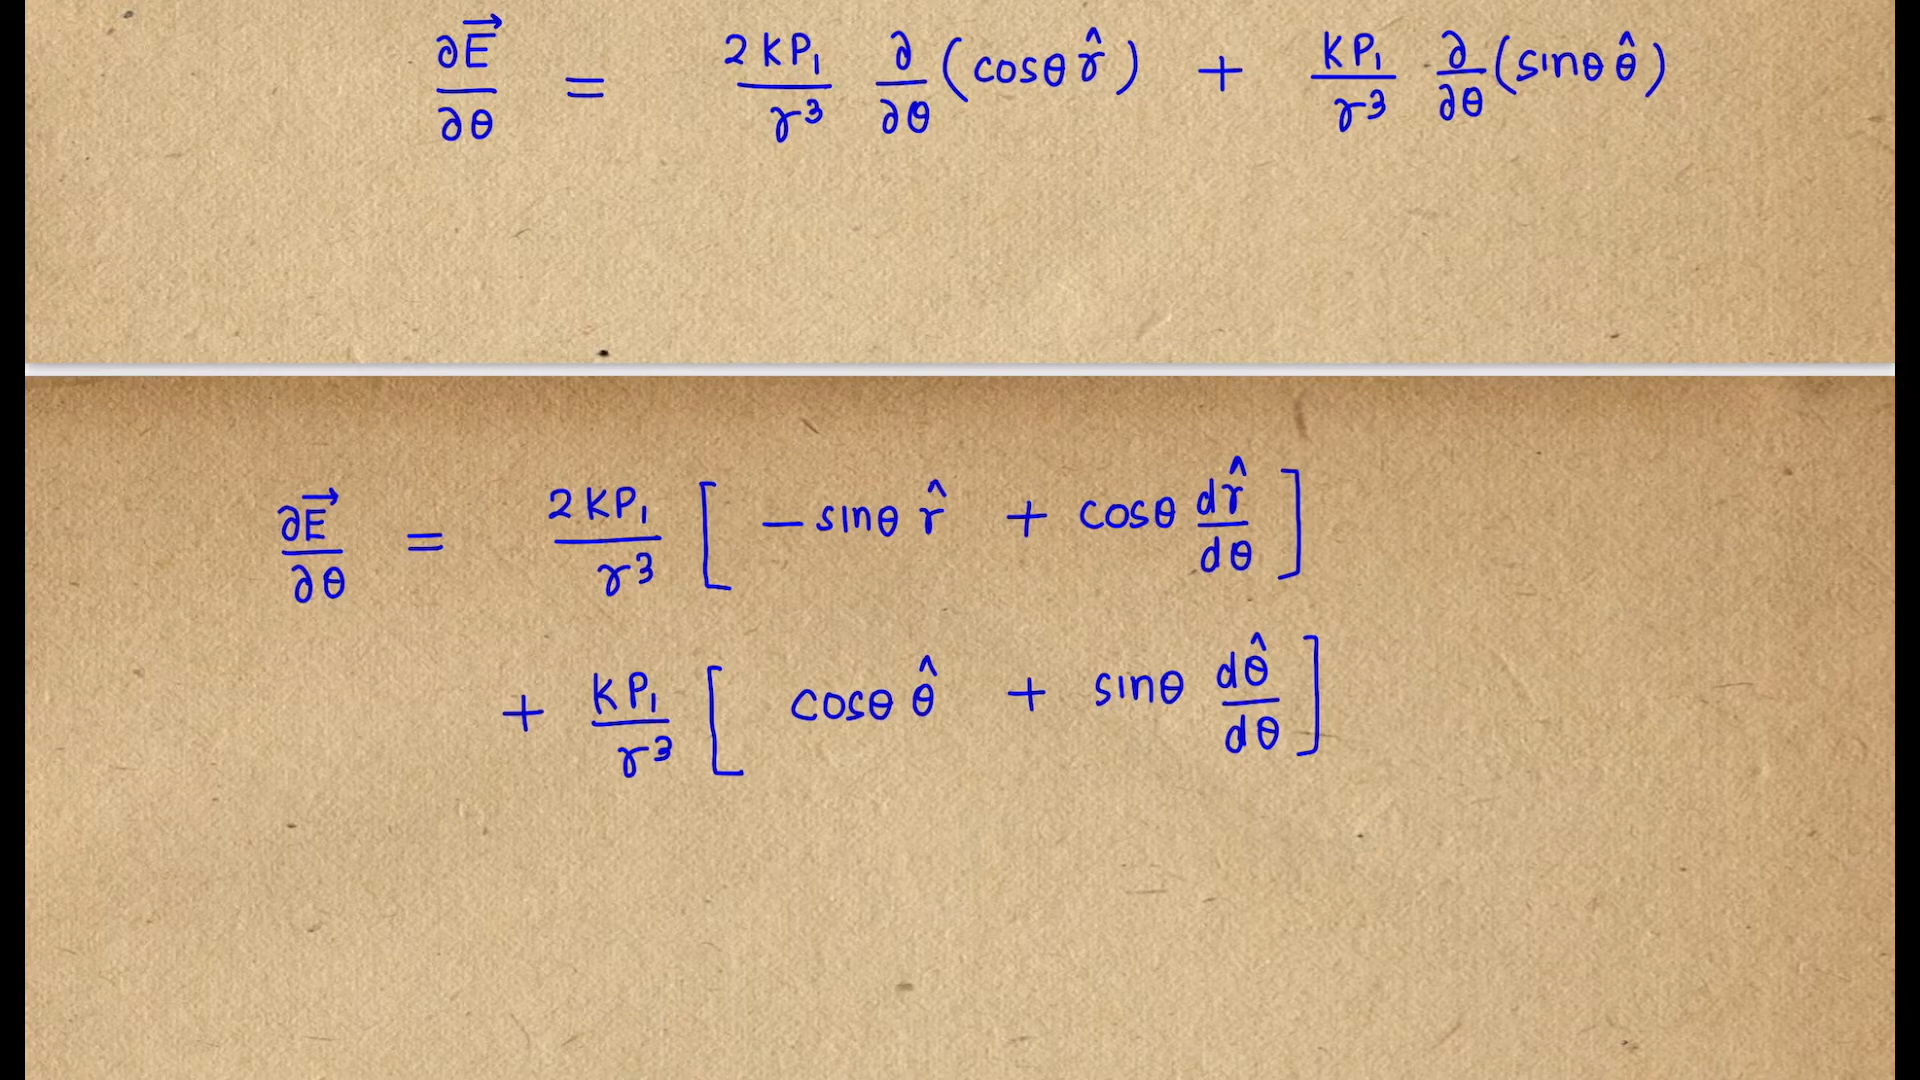 ∂E⃗/∂θ = 2KP₁/r³ ∂/∂θ (cosθ r̂) + KP₁/r³ ∂/∂θ (sinθ θ̂)
∂E⃗/∂θ = 2KP₁/r³ [ −sinθ r̂ + cosθ dr̂/dθ ]
+ KP₁/r³ [ cosθ θ̂ + sinθ dθ̂/dθ ]